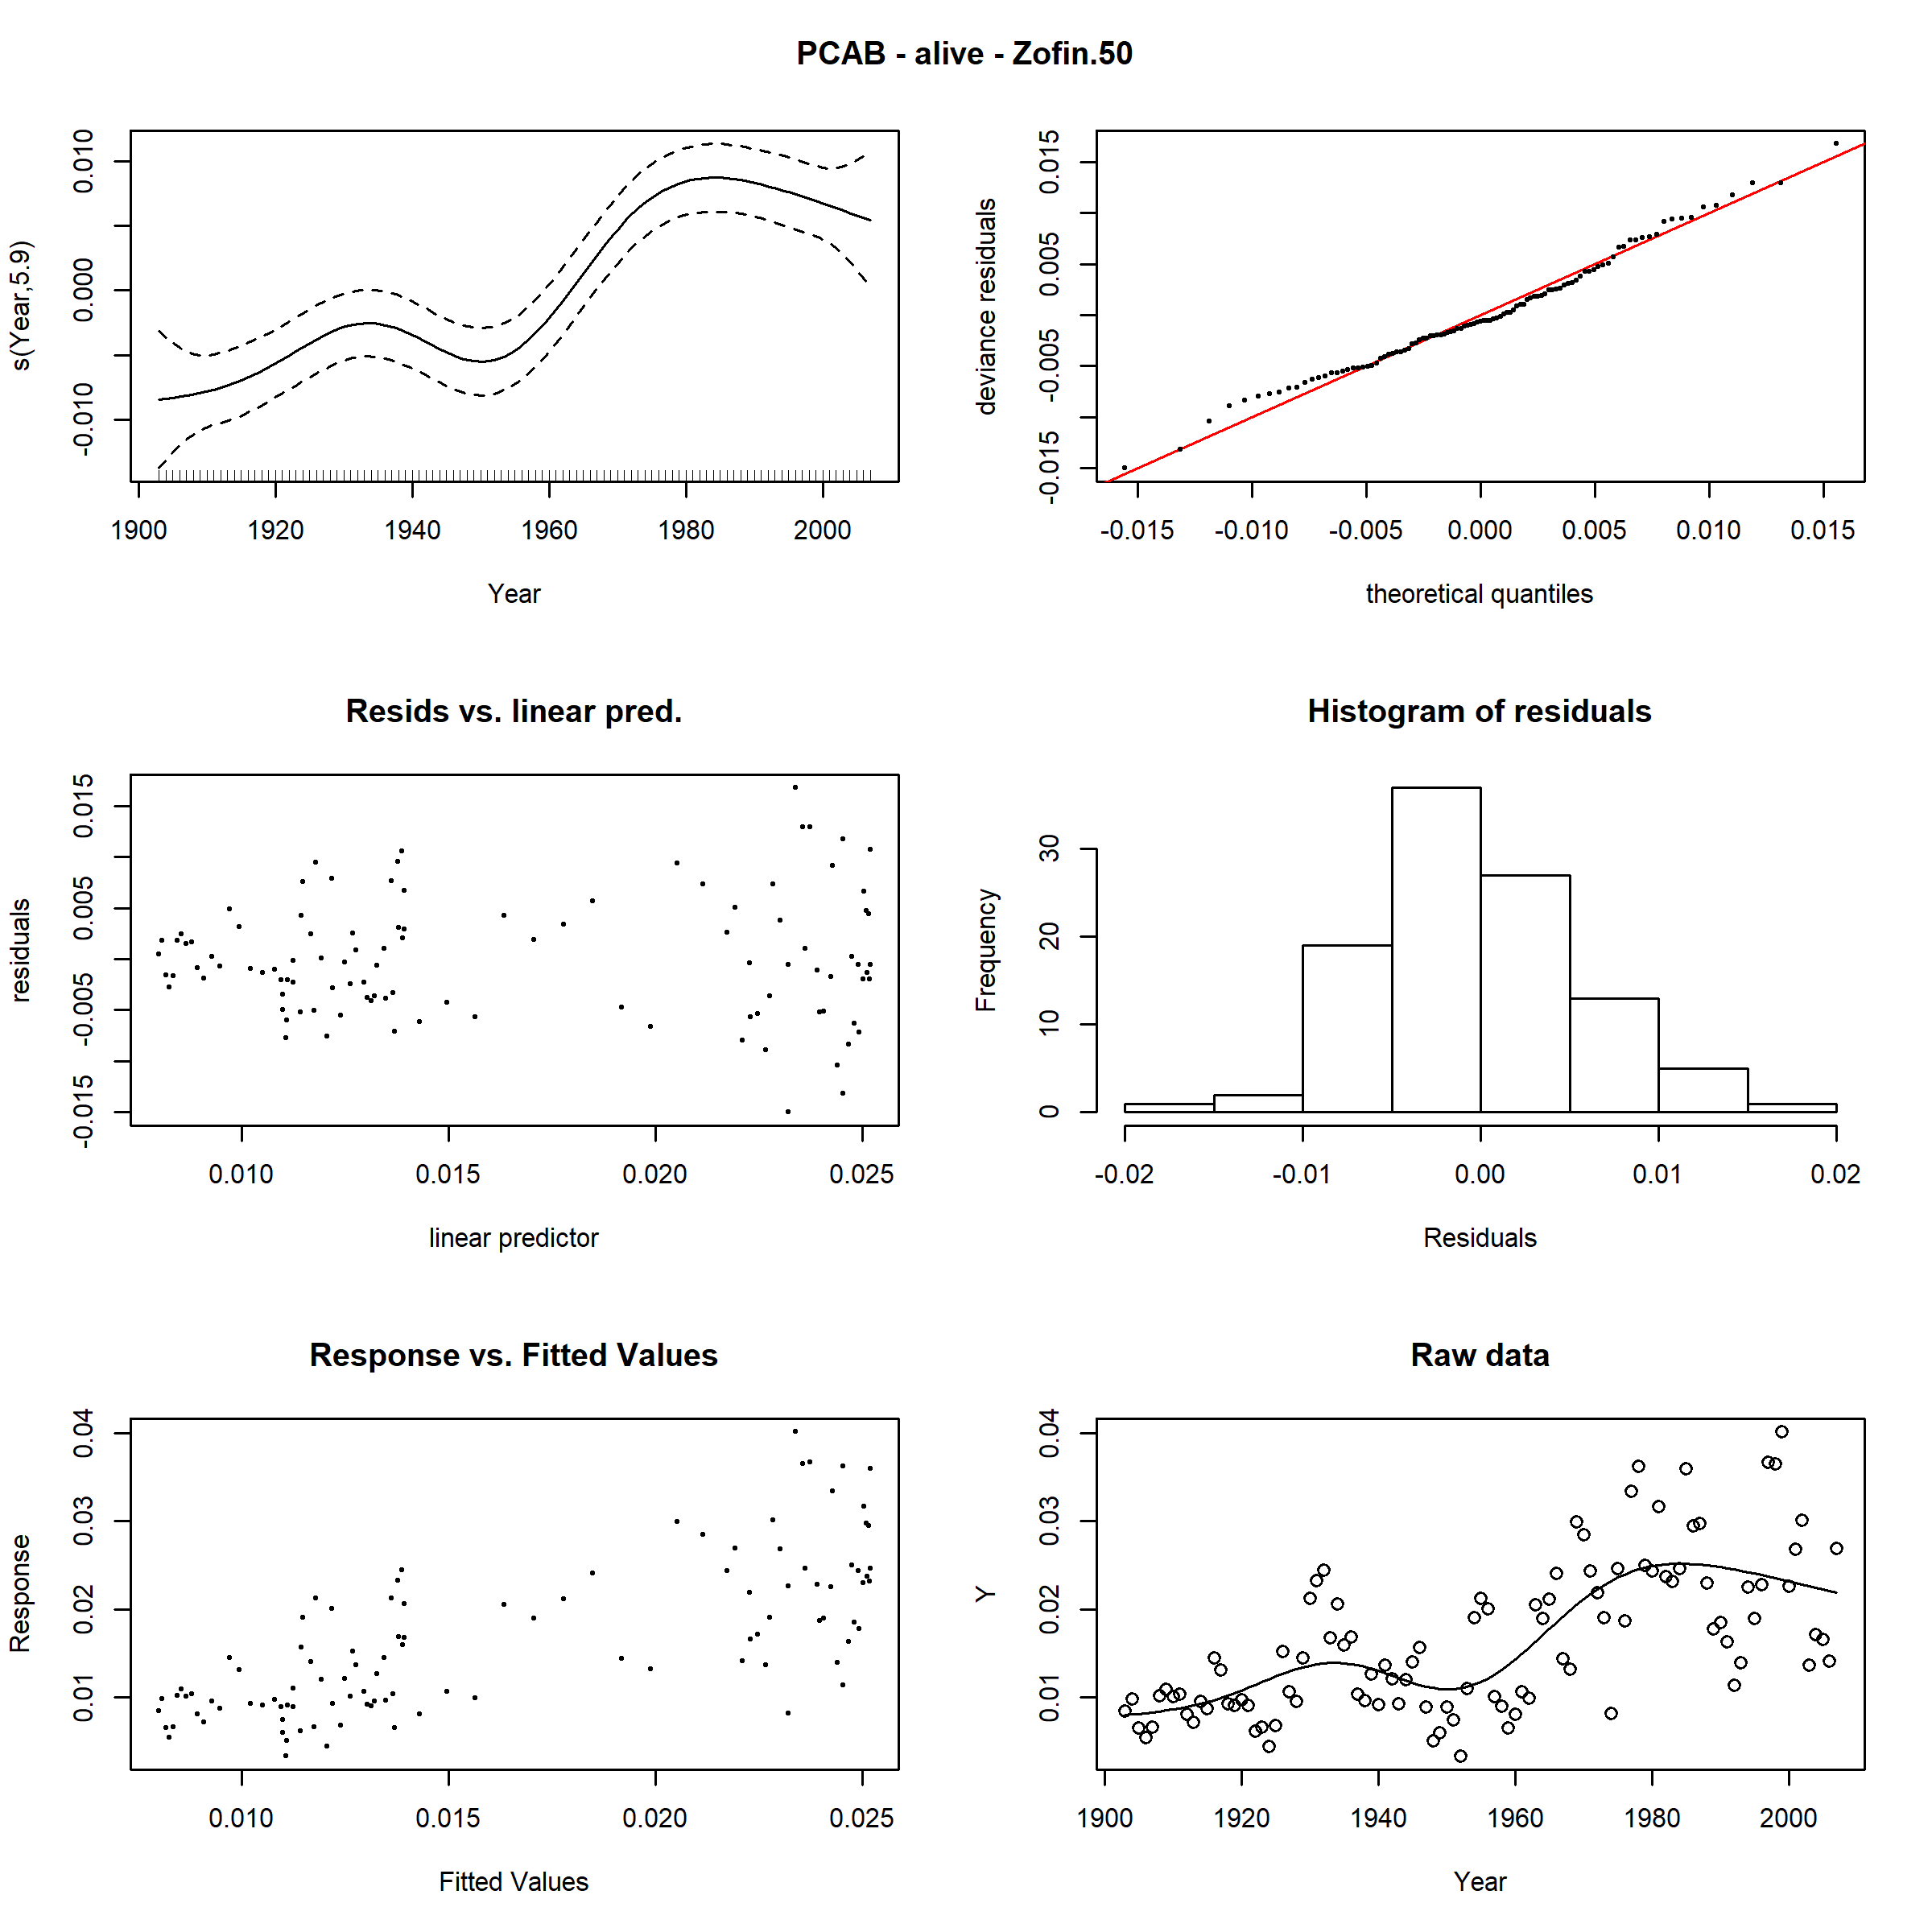 PCAB - alive - Zofin.50
s(Year,5.9)
0.010
0.000
-0.010
1900 1920 1940 1960 1980 2000
Year
deviance residuals
0.015
0.005
-0.005
-0.015
-0.015 -0.010 -0.005 0.000 0.005 0.010 0.015
theoretical quantiles
Resids vs. linear pred.
residuals
0.015
0.005
-0.005
-0.015
0.010 0.015 0.020 0.025
linear predictor
Histogram of residuals
Frequency
30
20
10
0
-0.02 -0.01 0.00 0.01 0.02
Residuals
Response vs. Fitted Values
Response
0.04
0.03
0.02
0.01
0.010 0.015 0.020 0.025
Fitted Values
Raw data
Y
0.04
0.03
0.02
0.01
1900 1920 1940 1960 1980 2000
Year